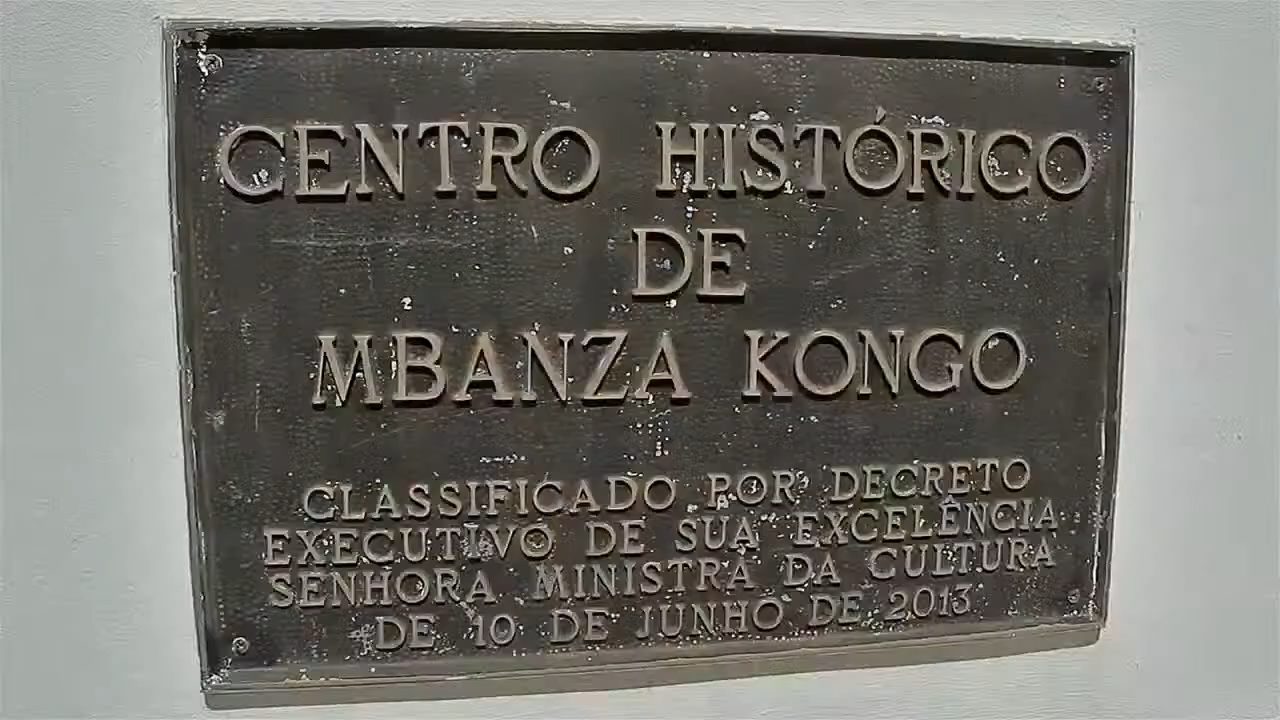 CENTRO HISTÓRICO
DE
MBANZA KONGO
CLASSIFICADO POR DECRETO
EXECUTIVO DE SUA EXCELÊNCIA
SENHORA MINISTRA DA CULTURA
DE 10 DE JUNHO DE 2013